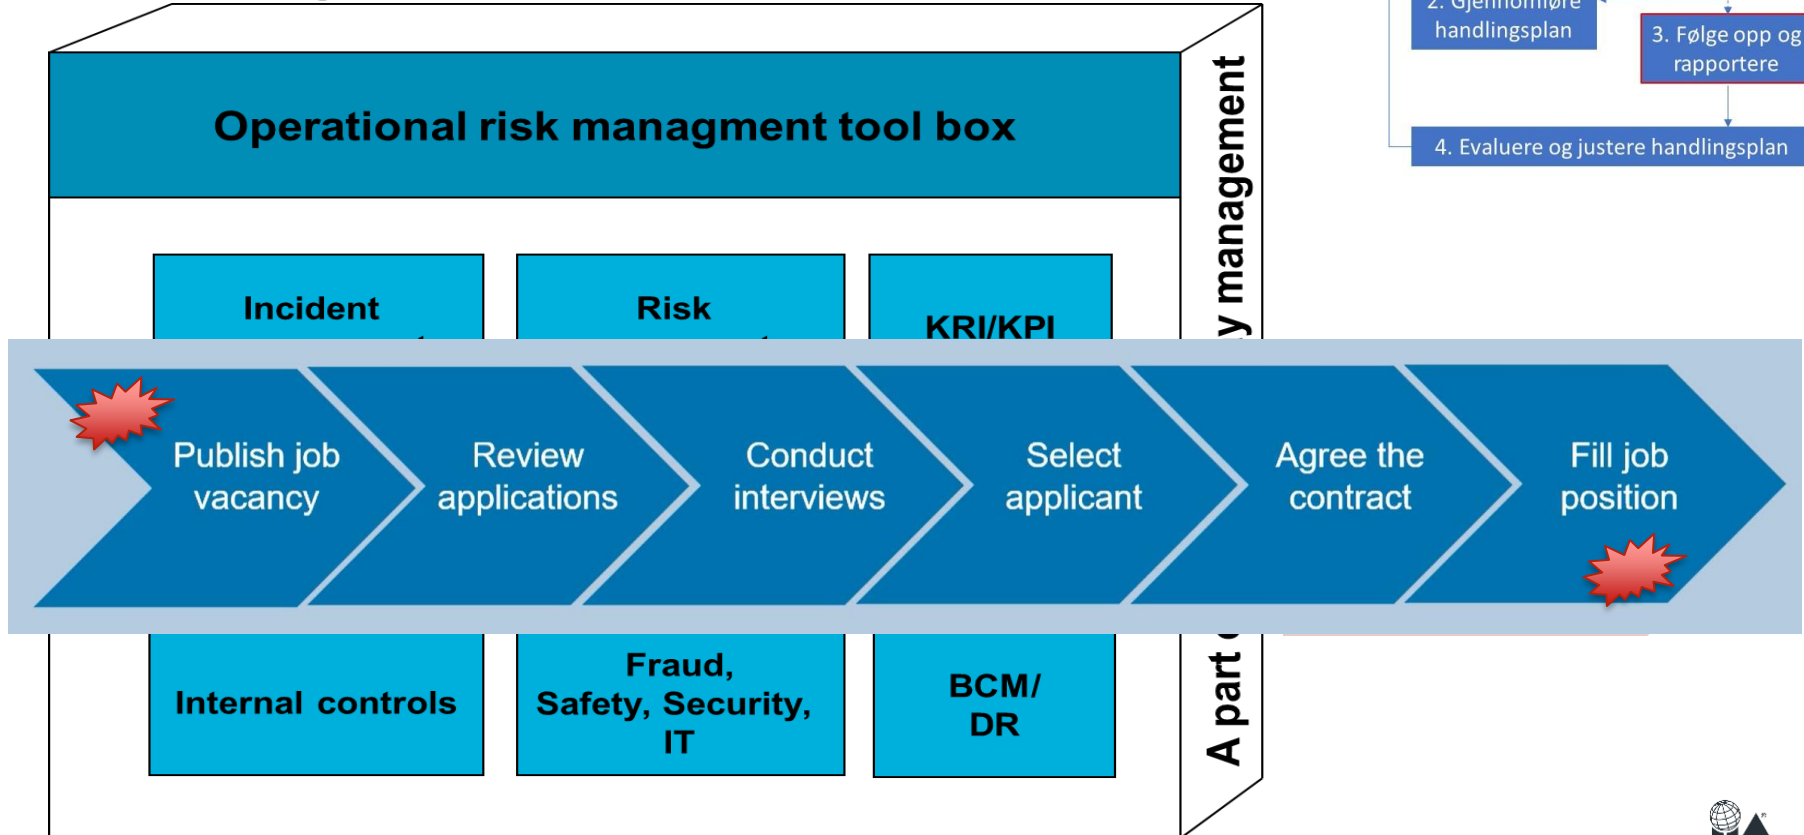 Operational risk managment tool box
2. Gjennomføre
handlingsplan
3. Følge opp og
rapportere
4. Evaluere og justere handlingsplan
Incident
Risk
KRI/KPI
Publish job
vacancy
Review
applications
Conduct
interviews
Select
applicant
Agree the
contract
Fill job
position
Internal controls
Fraud,
Safety, Security,
IT
BCM/
DR
A part
management